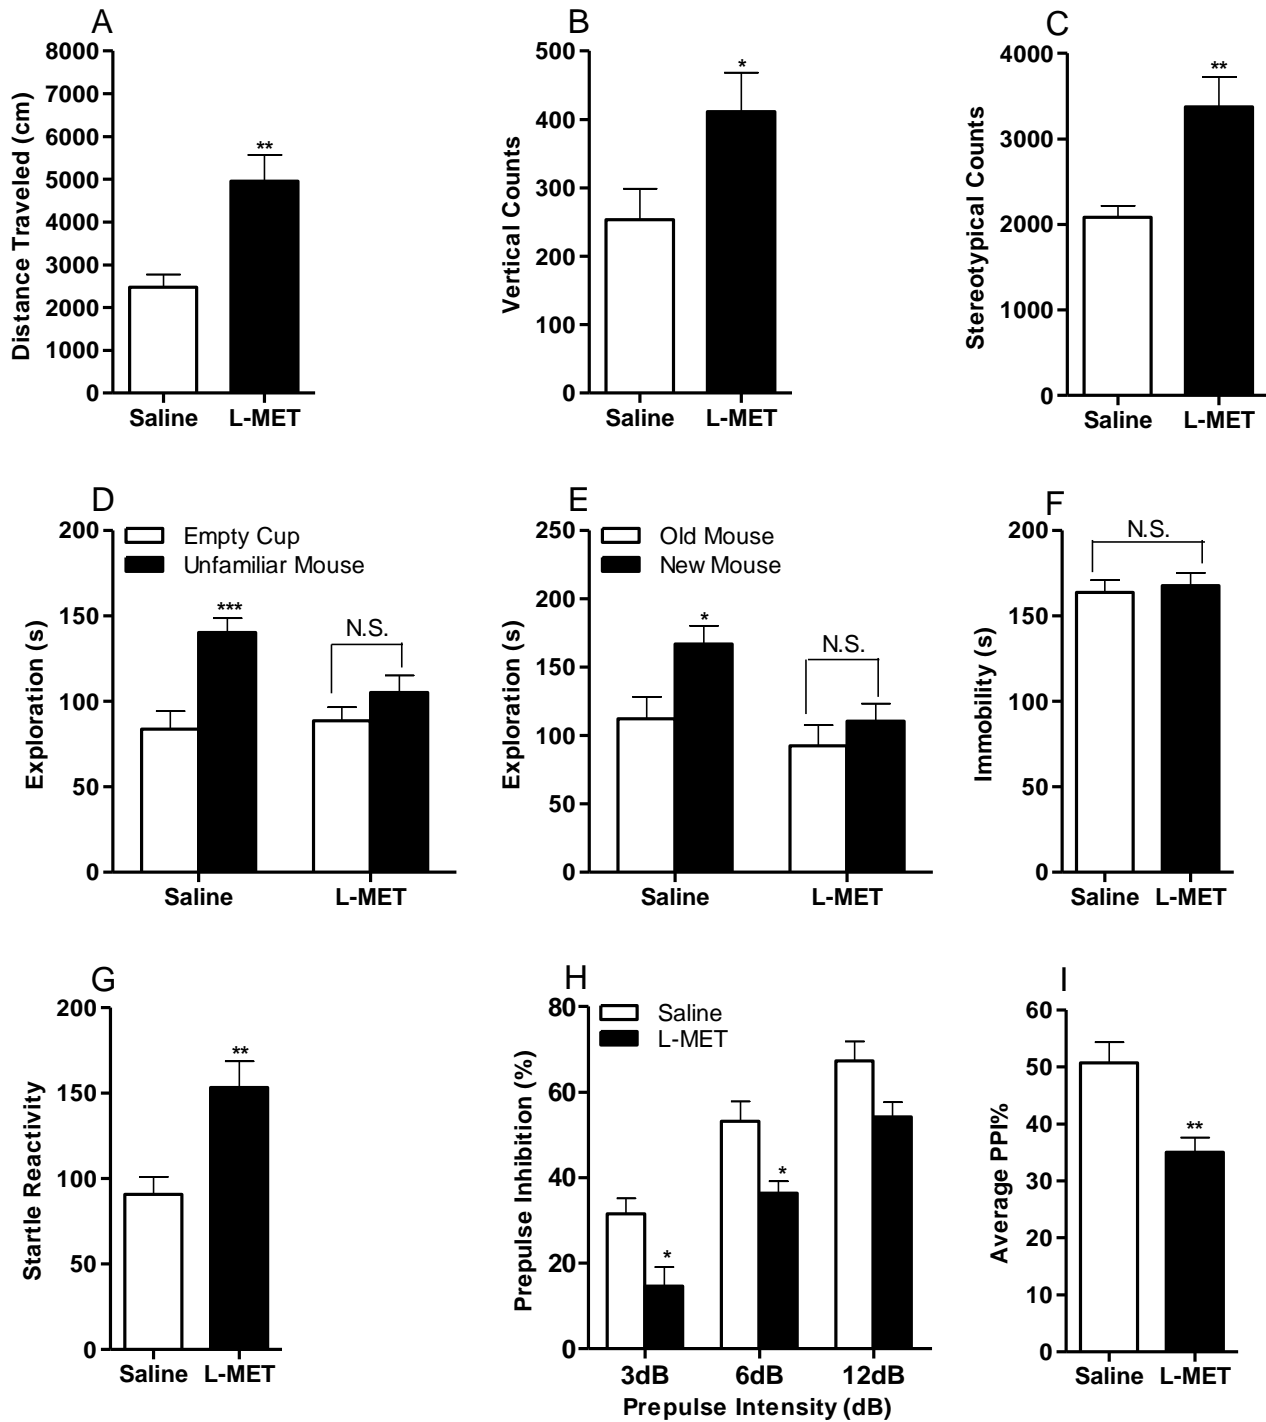 A
8000
7000
6000
5000
4000
3000
2000
1000
0
Distance Traveled (cm)
**
Saline L-MET
B
500
400
300
200
100
0
Vertical Counts
*
Saline L-MET
C
4000
3000
2000
1000
0
Stereotypical Counts
**
Saline L-MET
D
200
150
100
50
0
Exploration (s)
Empty Cup
Unfamiliar Mouse
***
N.S.
Saline L-MET
E
250
200
150
100
50
0
Exploration (s)
Old Mouse
New Mouse
*
N.S.
Saline L-MET
F
200
150
100
50
0
Immobility (s)
N.S.
Saline L-MET
G
200
150
100
50
0
Startle Reactivity
**
Saline L-MET
H
80
60
40
20
0
Prepulse Inhibition (%)
Saline
L-MET
*
*
3dB 6dB 12dB
Prepulse Intensity (dB)
I
60
50
40
30
20
10
0
Average PPI%
**
Saline L-MET